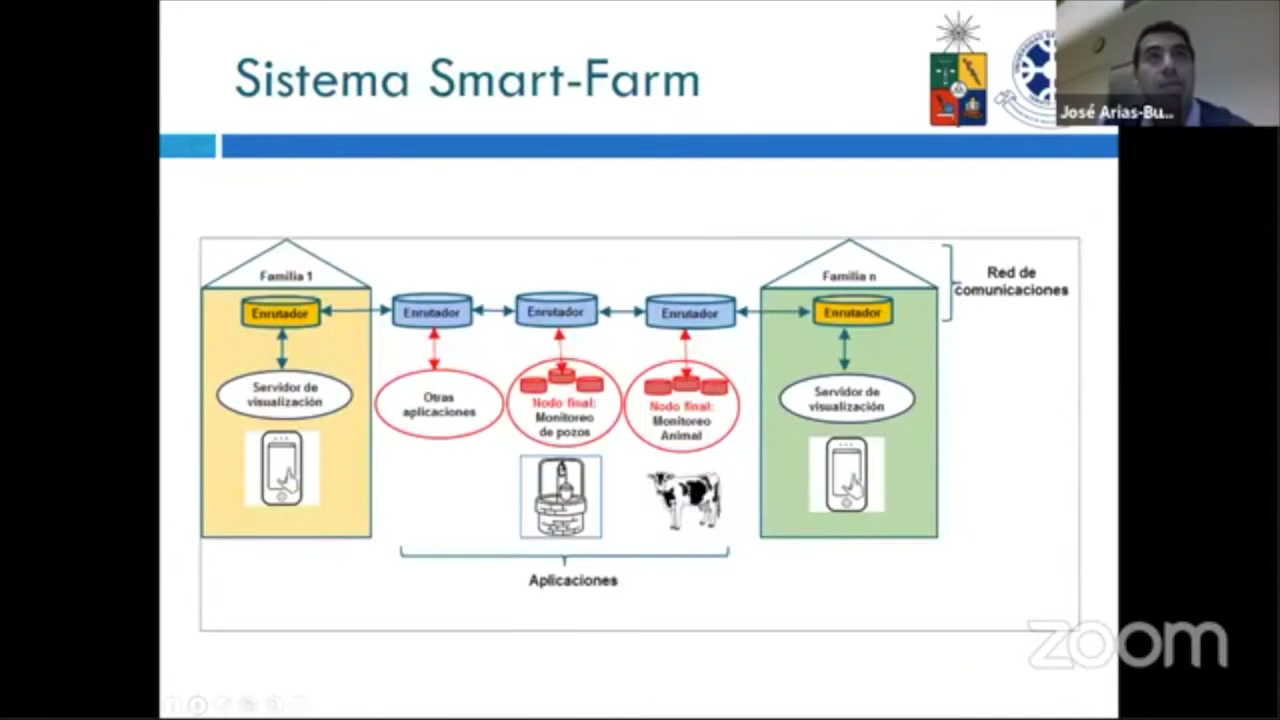 Sistema Smart-Farm
José Arias-Bu...
Familia 1
Familia n
Red de
comunicaciones
Enrutador
Enrutador
Enrutador
Enrutador
Enrutador
Servidor de
visualización
Otras
aplicaciones
Nodo final:
Monitoreo
de pozos
Nodo final:
Monitoreo
Animal
Servidor de
visualización
Aplicaciones
zoom